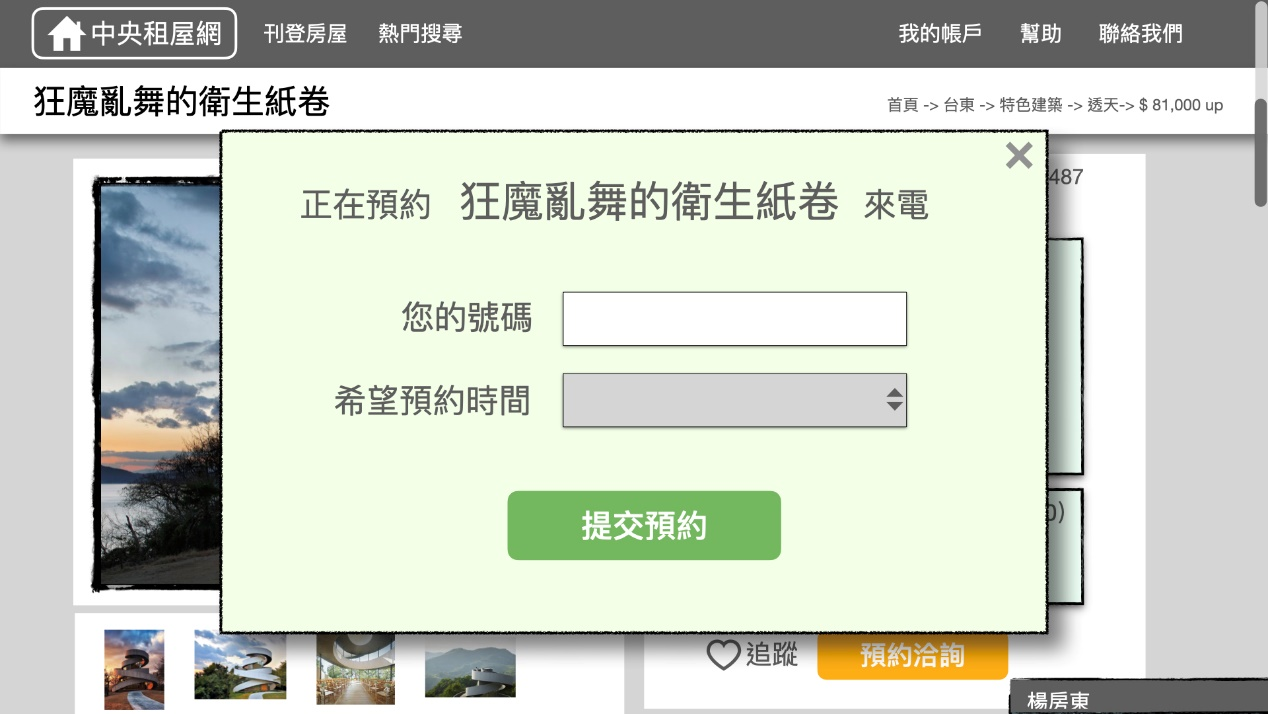 中央租屋網 刊登房屋 熱門搜尋 我的帳戶 幫助 聯絡我們
狂魔亂舞的衛生紙卷 首頁 -> 台東 -> 特色建築 -> 透天-> $ 81,000 up
487
正在預約 狂魔亂舞的衛生紙卷 來電
您的號碼
希望預約時間
0)
提交預約
追蹤 預約洽詢
楊房東